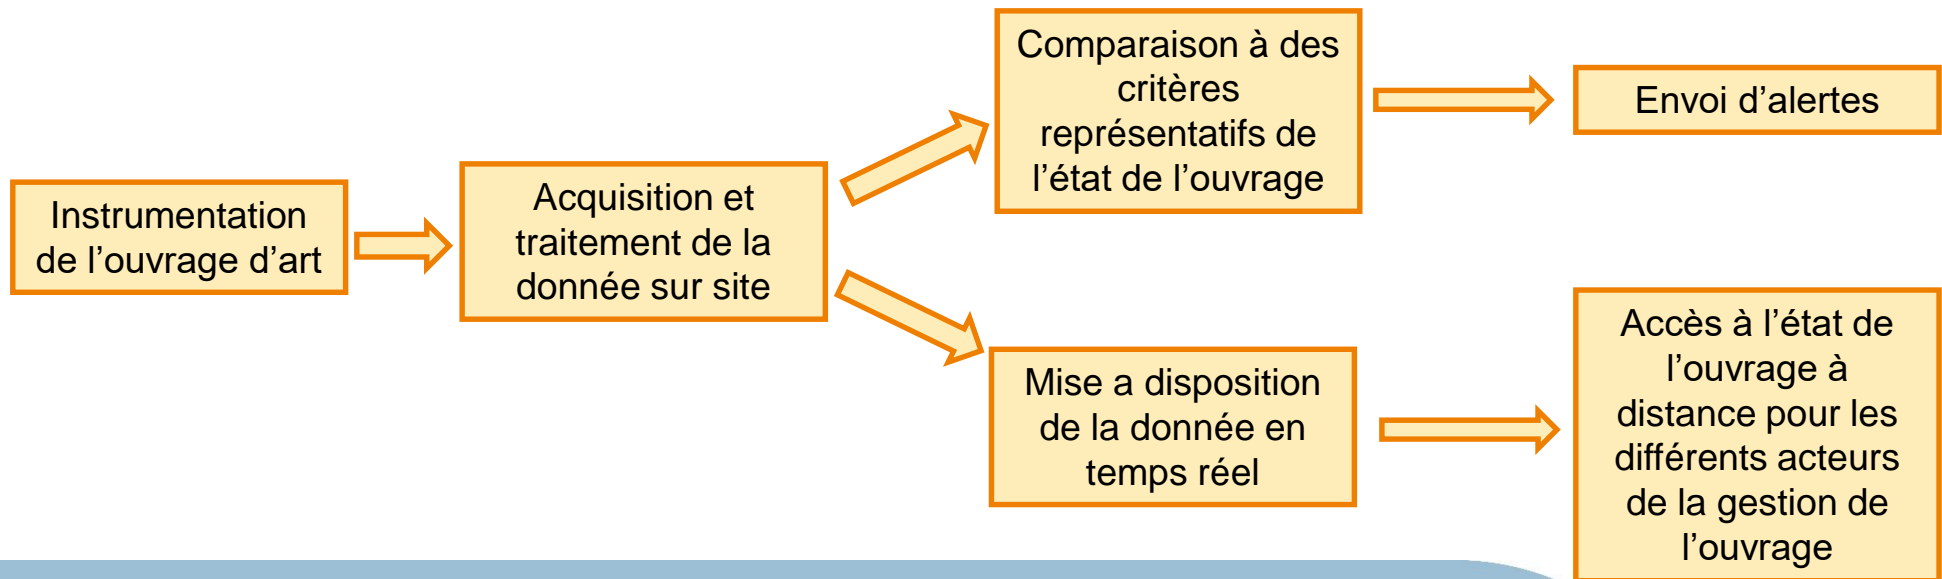 Instrumentation
de l'ouvrage d'art
Acquisition et
traitement de la
donnée sur site
Comparaison à des
critères
représentatifs de
l'état de l'ouvrage
Envoi d'alertes
Mise a disposition
de la donnée en
temps réel
Accès à l'état de
l'ouvrage à
distance pour les
différents acteurs
de la gestion de
l'ouvrage